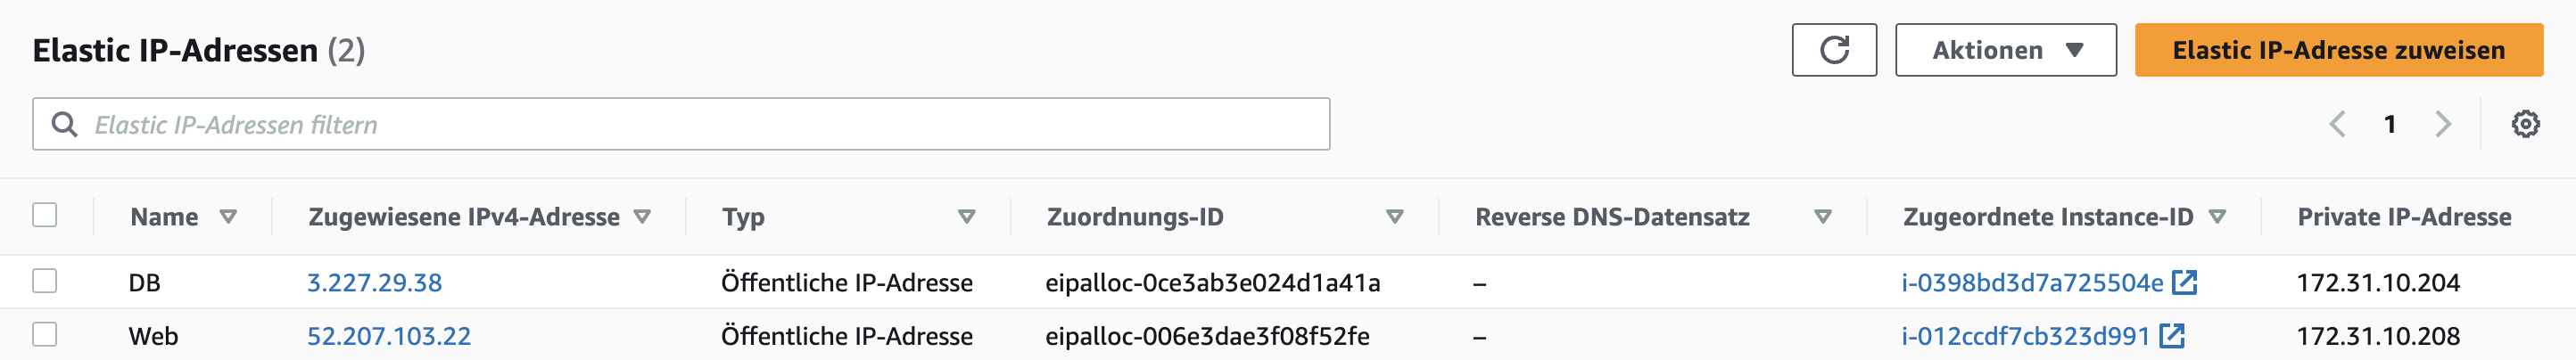 Elastic IP-Adressen (2)
Aktionen
Elastic IP-Adresse zuweisen
Elastic IP-Adressen filtern
1
Name Zugewiesene IPv4-Adresse Typ Zuordnungs-ID Reverse DNS-Datensatz Zugeordnete Instance-ID Private IP-Adresse
DB 3.227.29.38 Öffentliche IP-Adresse eipalloc-0ce3ab3e024d1a41a – i-0398bd3d7a725504e 172.31.10.204
Web 52.207.103.22 Öffentliche IP-Adresse eipalloc-006e3dae3f08f52fe – i-012ccdf7cb323d991 172.31.10.208